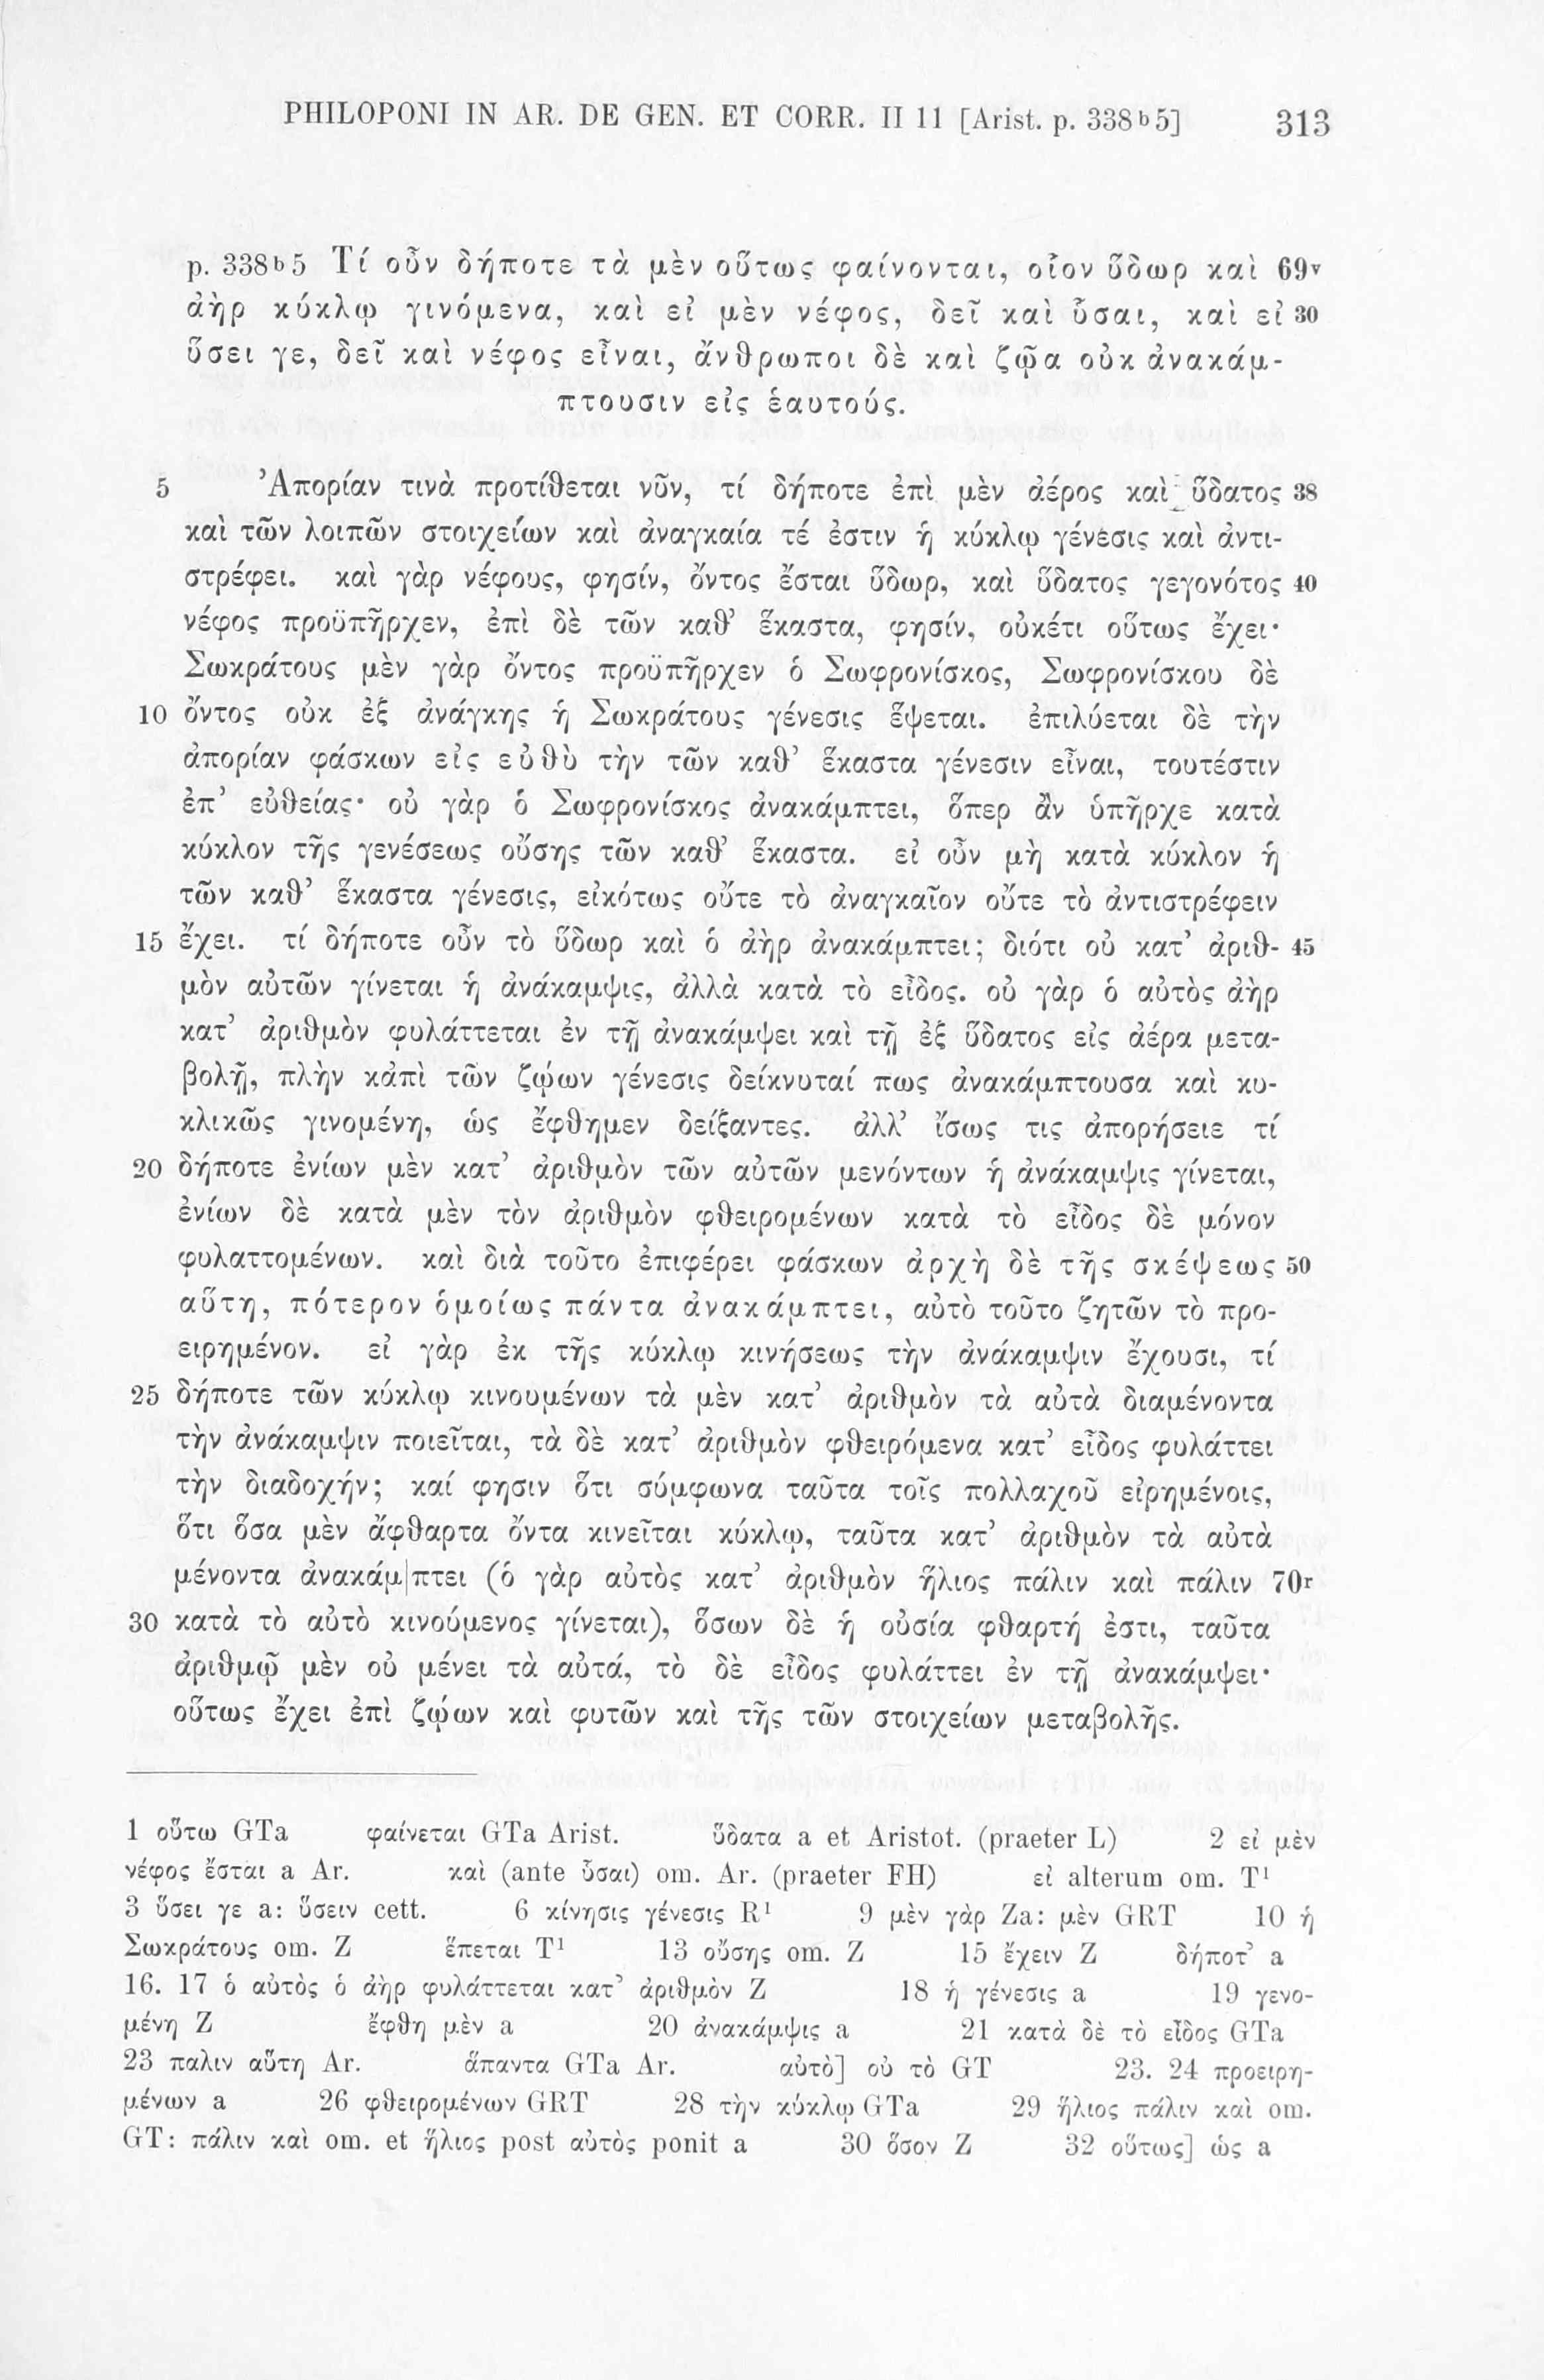 PHILOPONI IN AR. DE GEN. ET CORR. II 11 [Arist. p. 338b5] 313
p. 338b5 Τί οὖν δήποτε τὰ μὲν οὕτως φαίνονται, οἷον ὕδωρ καὶ 69v
ἀὴρ κύκλῳ γινόμενα, καὶ εἰ μὲν νέφος, δεῖ καὶ ὗσαι, καὶ εἰ 30
ὕσει γε, δεῖ καὶ νέφος εἶναι, ἄνθρωποι δὲ καὶ ζῷα οὐκ ἀνακάμ-
πτουσιν εἰς ἑαυτούς.
5 Ἀπορίαν τινὰ προτίθεται νῦν, τί δήποτε ἐπὶ μὲν ἀέρος καὶ ὕδατος 38
καὶ τῶν λοιπῶν στοιχείων καὶ ἀναγκαία τέ ἐστιν ἡ κύκλῳ γένεσις καὶ ἀντι-
στρέφει. καὶ γὰρ νέφους, φησίν, ὄντος ἔσται ὕδωρ, καὶ ὕδατος γεγονότος 40
νέφος προϋπῆρχεν, ἐπὶ δὲ τῶν καθ’ ἕκαστα, φησίν, οὐκέτι οὕτως ἔχει·
Σωκράτους μὲν γὰρ ὄντος προϋπῆρχεν ὁ Σωφρονίσκος, Σωφρονίσκου δὲ
10 ὄντος οὐκ ἐξ ἀνάγκης ἡ Σωκράτους γένεσις ἕψεται. ἐπιλύεται δὲ τὴν
ἀπορίαν φάσκων εἰς εὐθὺ τὴν τῶν καθ’ ἕκαστα γένεσιν εἶναι, τουτέστιν
ἐπ’ εὐθείας· οὐ γὰρ ὁ Σωφρονίσκος ἀνακάμπτει, ὅπερ ἂν ὑπῆρχε κατὰ
κύκλον τῆς γενέσεως οὔσης τῶν καθ’ ἕκαστα. εἰ οὖν μὴ κατὰ κύκλον ἡ
τῶν καθ’ ἕκαστα γένεσις, εἰκότως οὔτε τὸ ἀναγκαῖον οὔτε τὸ ἀντιστρέφειν
15 ἔχει. τί δήποτε οὖν τὸ ὕδωρ καὶ ὁ ἀὴρ ἀνακάμπτει; διότι οὐ κατ’ ἀριθ- 45
μὸν αὐτῶν γίνεται ἡ ἀνάκαμψις, ἀλλὰ κατὰ τὸ εἶδος. οὐ γὰρ ὁ αὐτὸς ἀὴρ
κατ’ ἀριθμὸν φυλάττεται ἐν τῇ ἀνακάμψει καὶ τῇ ἐξ ὕδατος εἰς ἀέρα μετα-
βολῇ, πλὴν κἀπὶ τῶν ζῴων γένεσις δείκνυταί πως ἀνακάμπτουσα καὶ κυ-
κλικῶς γινομένη, ὡς ἔφθημεν δείξαντες. ἀλλ’ ἴσως τις ἀπορήσειε τί
20 δήποτε ἐνίων μὲν κατ’ ἀριθμὸν τῶν αὐτῶν μενόντων ἡ ἀνάκαμψις γίνεται,
ἐνίων δὲ κατὰ μὲν τὸν ἀριθμὸν φθειρομένων κατὰ τὸ εἶδος δὲ μόνον
φυλαττομένων. καὶ διὰ τοῦτο ἐπιφέρει φάσκων ἀρχὴ δὲ τῆς σκέψεως 50
αὕτη, πότερον ὁμοίως πάντα ἀνακάμπτει, αὐτὸ τοῦτο ζητῶν τὸ προ-
ειρημένον. εἰ γὰρ ἐκ τῆς κύκλῳ κινήσεως τὴν ἀνάκαμψιν ἔχουσι, τί
25 δήποτε τῶν κύκλῳ κινουμένων τὰ μὲν κατ’ ἀριθμὸν τὰ αὐτὰ διαμένοντα
τὴν ἀνάκαμψιν ποιεῖται, τὰ δὲ κατ’ ἀριθμὸν φθειρόμενα κατ’ εἶδος φυλάττει
τὴν διαδοχήν; καί φησιν ὅτι σύμφωνα ταῦτα τοῖς πολλαχοῦ εἰρημένοις,
ὅτι ὅσα μὲν ἄφθαρτα ὄντα κινεῖται κύκλῳ, ταῦτα κατ’ ἀριθμὸν τὰ αὐτὰ
μένοντα ἀνακάμ|πτει (ὁ γὰρ αὐτὸς κατ’ ἀριθμὸν ἥλιος πάλιν καὶ πάλιν 70r
30 κατὰ τὸ αὐτὸ κινούμενος γίνεται), ὅσων δὲ ἡ οὐσία φθαρτή ἐστι, ταῦτα
ἀριθμῷ μὲν οὐ μένει τὰ αὐτά, τὸ δὲ εἶδος φυλάττει ἐν τῇ ἀνακάμψει·
οὕτως ἔχει ἐπὶ ζῴων καὶ φυτῶν καὶ τῆς τῶν στοιχείων μεταβολῆς.
1 οὕτω GTa φαίνεται GTa Arist. ὕδατα a et Aristot. (praeter L) 2 εἰ μὲν
νέφος ἔσται a Ar. καὶ (ante ὗσαι) om. Ar. (praeter FH) εἰ alterum om. T¹
3 ὕσει γε a: ὕσειν cett. 6 κίνησις γένεσις R¹ 9 μὲν γὰρ Za: μὲν GRT 10 ἡ
Σωκράτους om. Z ἕπεται T¹ 13 οὔσης om. Z 15 ἔχειν Z δήποτ’ a
16. 17 ὁ αὐτὸς ὁ ἀὴρ φυλάττεται κατ’ ἀριθμὸν Z 18 ἡ γένεσις a 19 γενο-
μένη Z ἔφθη μὲν a 20 ἀνακάμψις a 21 κατὰ δὲ τὸ εἶδος GTa
23 παλιν αὕτη Ar. ἅπαντα GTa Ar. αὐτὸ] οὐ τὸ GT 23. 24 προειρη-
μένων a 26 φθειρομένων GRT 28 τὴν κύκλῳ GTa 29 ἥλιος πάλιν καὶ om.
GT: πάλιν καὶ om. et ἥλιος post αὐτὸς ponit a 30 ὅσον Z 32 οὕτως] ὡς a